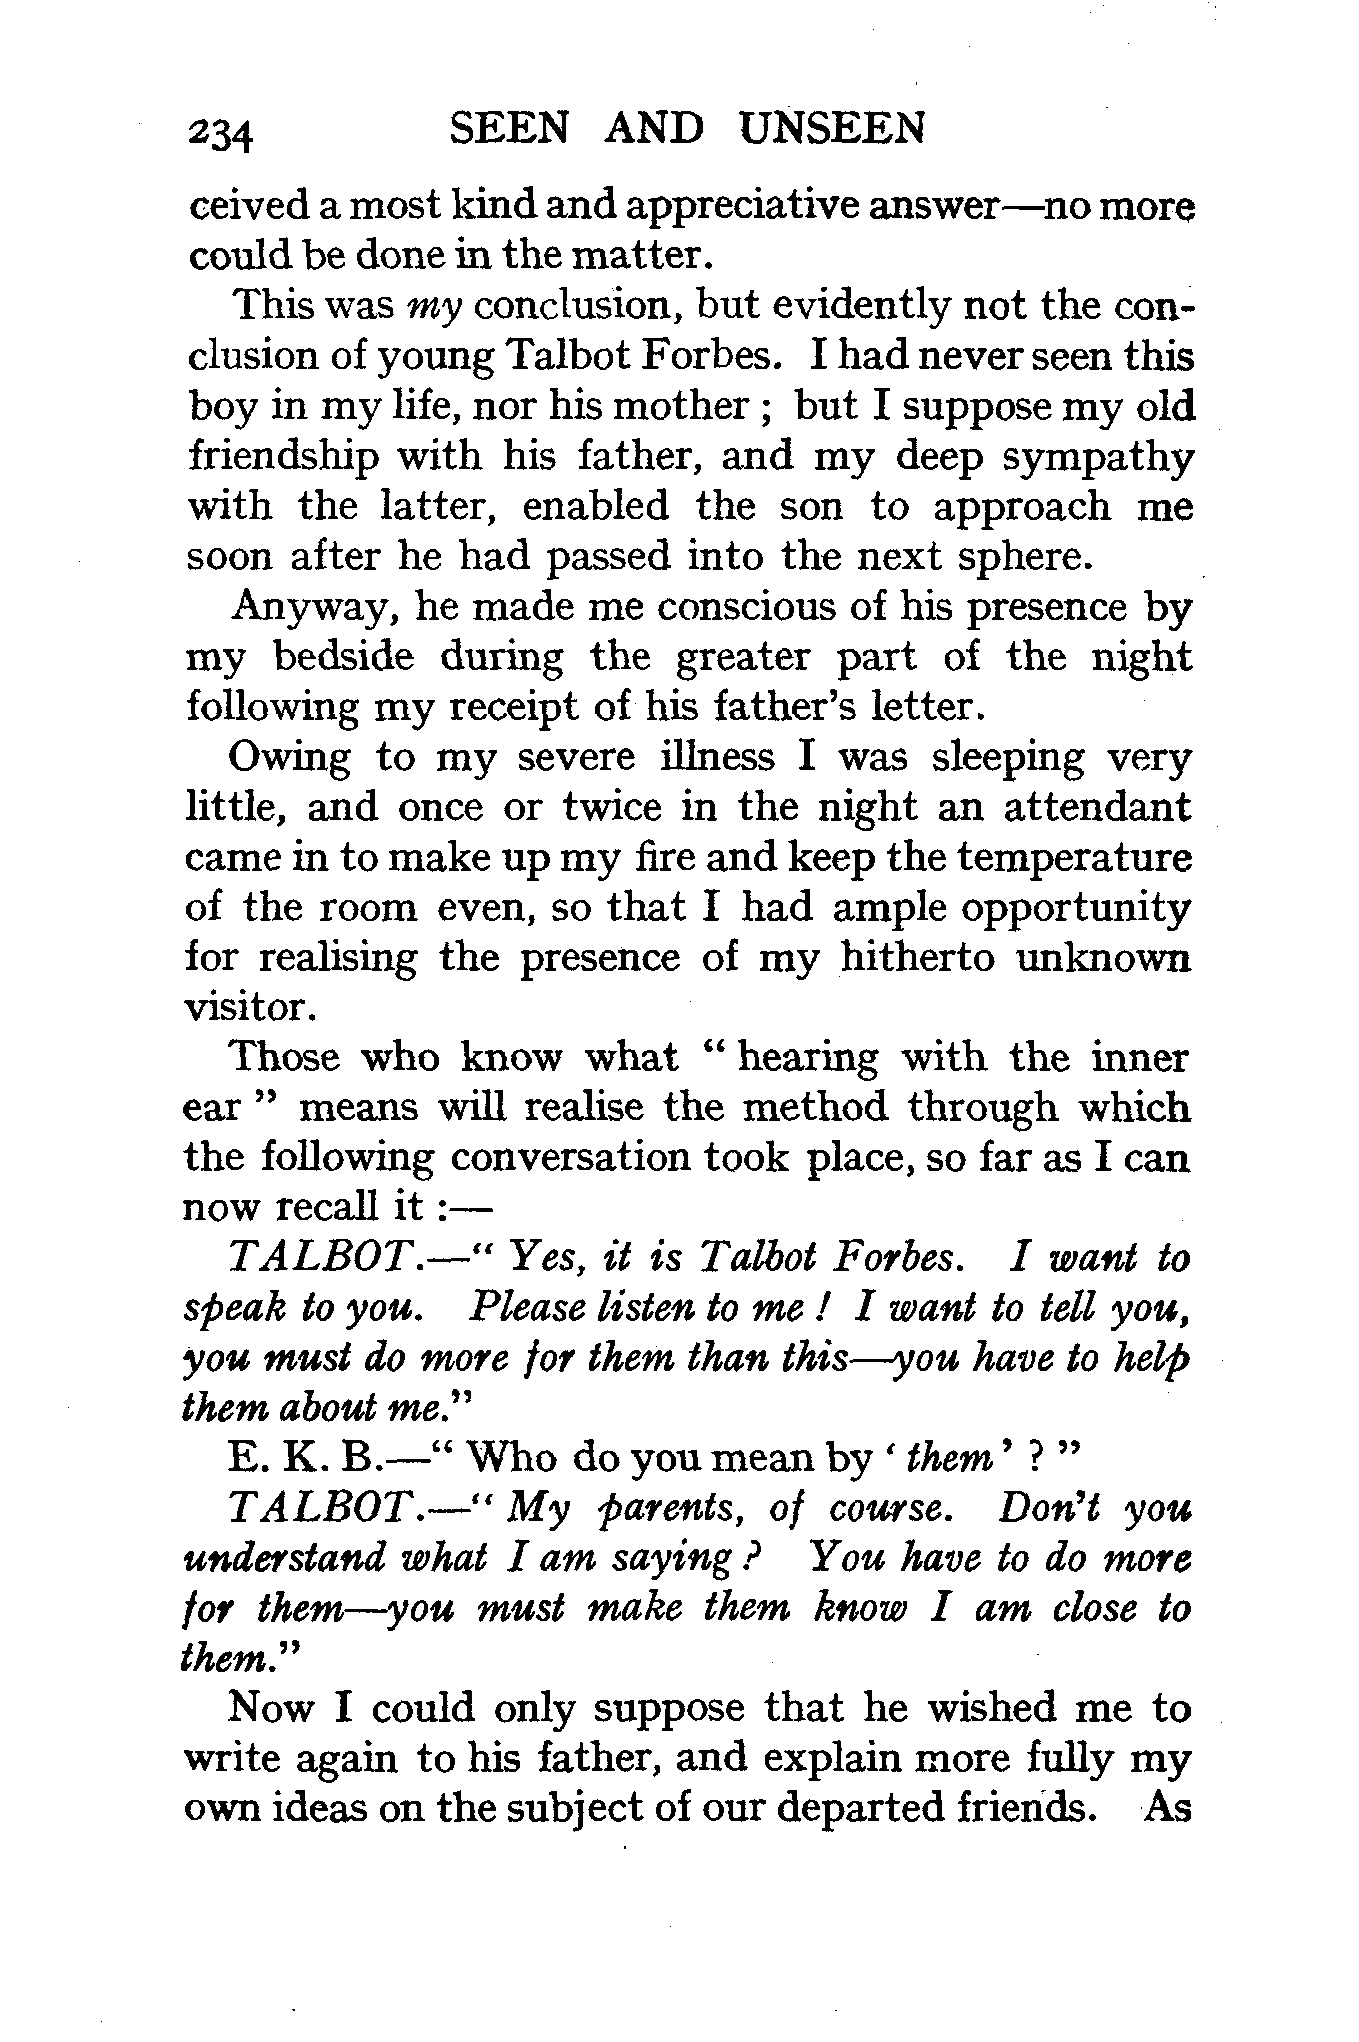 234 SEEN AND UNSEEN
ceived a most kind and appreciative answer—no more
could be done in the matter.
This was my conclusion, but evidently not the con-
clusion of young Talbot Forbes. I had never seen this
boy in my life, nor his mother ; but I suppose my old
friendship with his father, and my deep sympathy
with the latter, enabled the son to approach me
soon after he had passed into the next sphere.
Anyway, he made me conscious of his presence by
my bedside during the greater part of the night
following my receipt of his father's letter.
Owing to my severe illness I was sleeping very
little, and once or twice in the night an attendant
came in to make up my fire and keep the temperature
of the room even, so that I had ample opportunity
for realising the presence of my hitherto unknown
visitor.
Those who know what “ hearing with the inner
ear ” means will realise the method through which
the following conversation took place, so far as I can
now recall it :—
TALBOT.—“ Yes, it is Talbot Forbes. I want to
speak to you. Please listen to me ! I want to tell you,
you must do more for them than this—you have to help
them about me.”
E. K. B.—“ Who do you mean by ‘ them ’ ? ”
TALBOT.—“ My parents, of course. Don't you
understand what I am saying ? You have to do more
for them—you must make them know I am close to
them.”
Now I could only suppose that he wished me to
write again to his father, and explain more fully my
own ideas on the subject of our departed friends. As